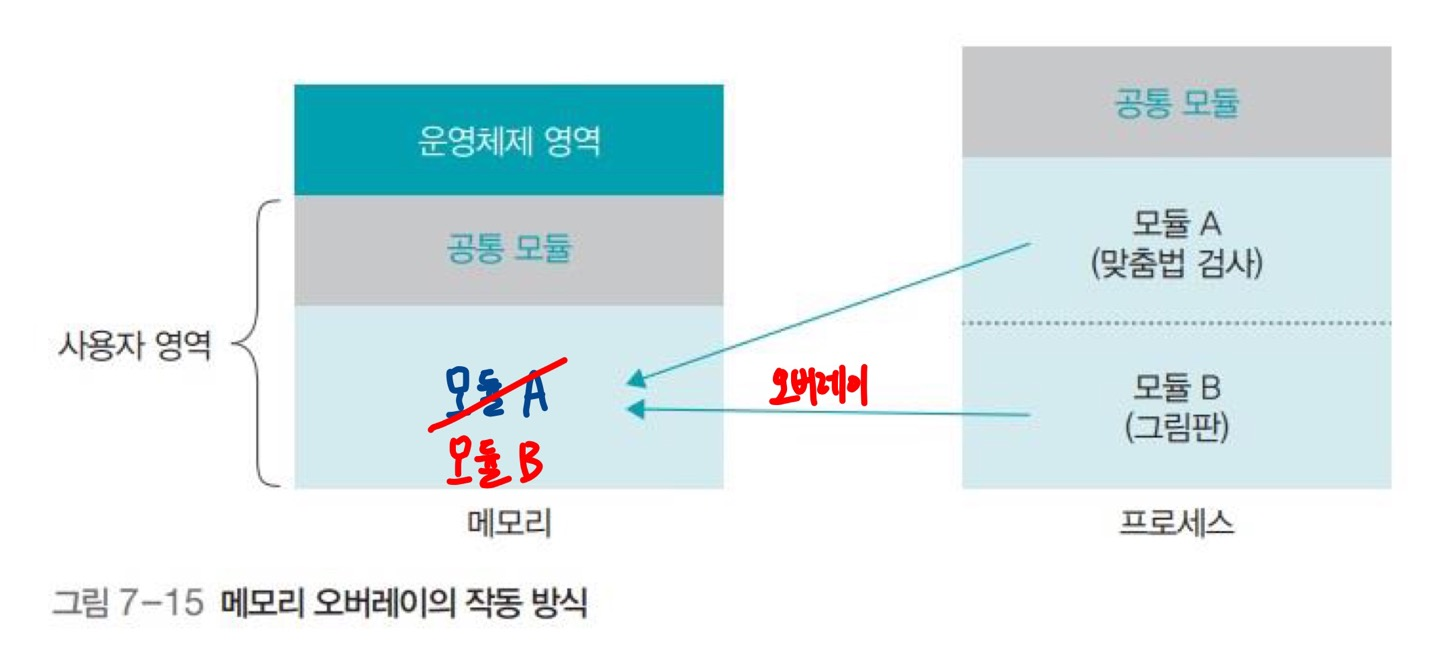 운영체제 영역
공통 모듈
사용자 영역
모듈 A
모듈 B
메모리
오버레이
공통 모듈
모듈 A
(맞춤법 검사)
모듈 B
(그림판)
프로세스
그림 7-15 메모리 오버레이의 작동 방식